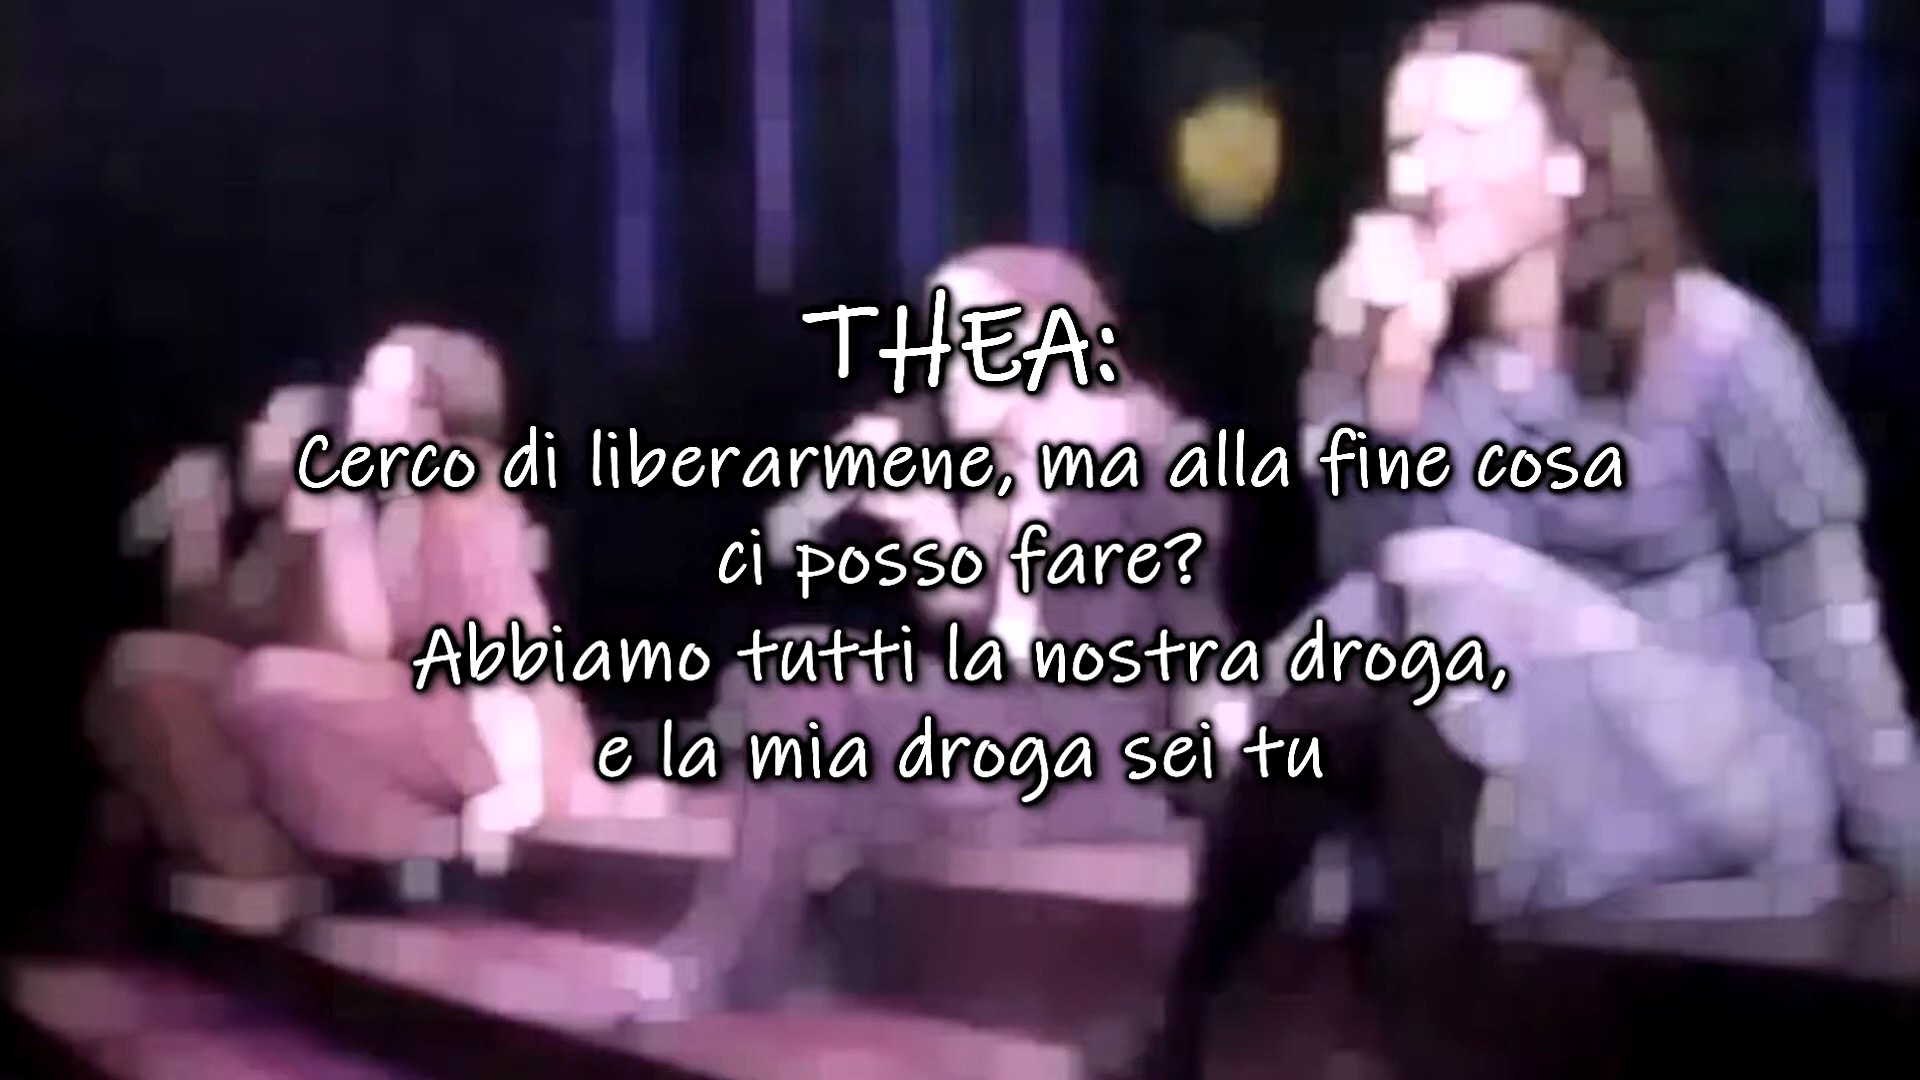 THEA:
Cerco di liberarmene, ma alla fine cosa
ci posso fare?
Abbiamo tutti la nostra droga,
e la mia droga sei tu